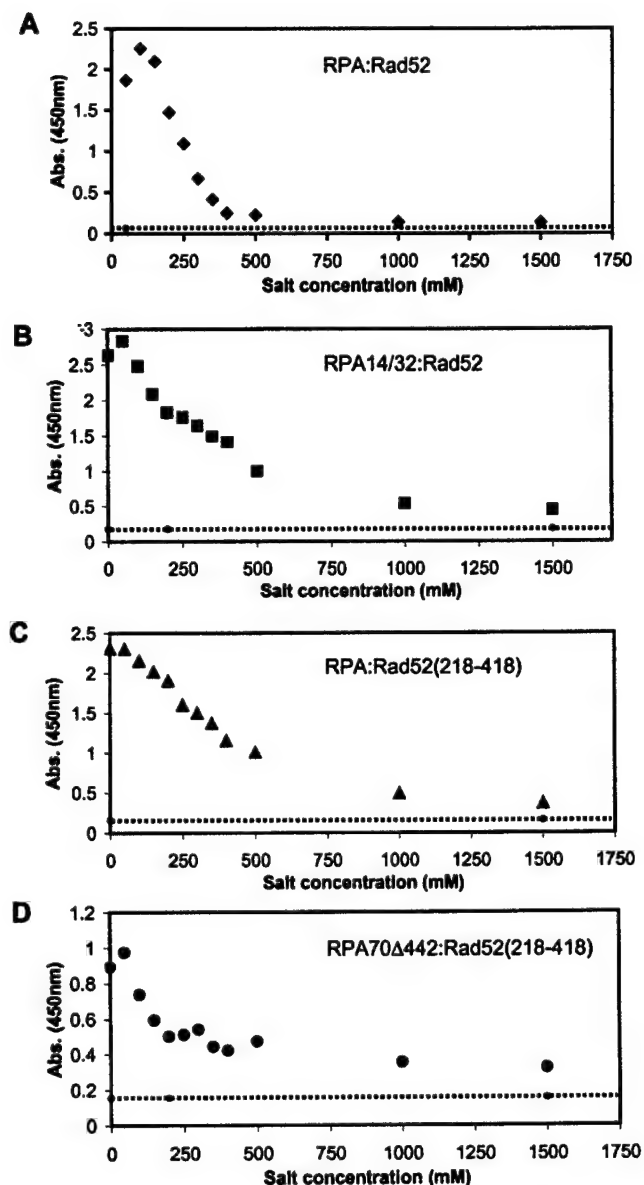 A
RPA:Rad52
2.5
2
1.5
1
0.5
0
Abs. (450nm)
0 250 500 750 1000 1250 1500 1750
Salt concentration (mM)
B
RPA14/32:Rad52
3
2.5
2
1.5
1
0.5
0
Abs. (450nm)
0 250 500 750 1000 1250 1500
Salt concentration (mM)
C
RPA:Rad52(218-418)
2.5
2
1.5
1
0.5
0
Abs. (450nm)
0 250 500 750 1000 1250 1500 1750
Salt concentration (mM)
D
RPA70Δ442:Rad52(218-418)
1.2
1
0.8
0.6
0.4
0.2
0
Abs. (450nm)
0 250 500 750 1000 1250 1500 1750
Salt concentration (mM)